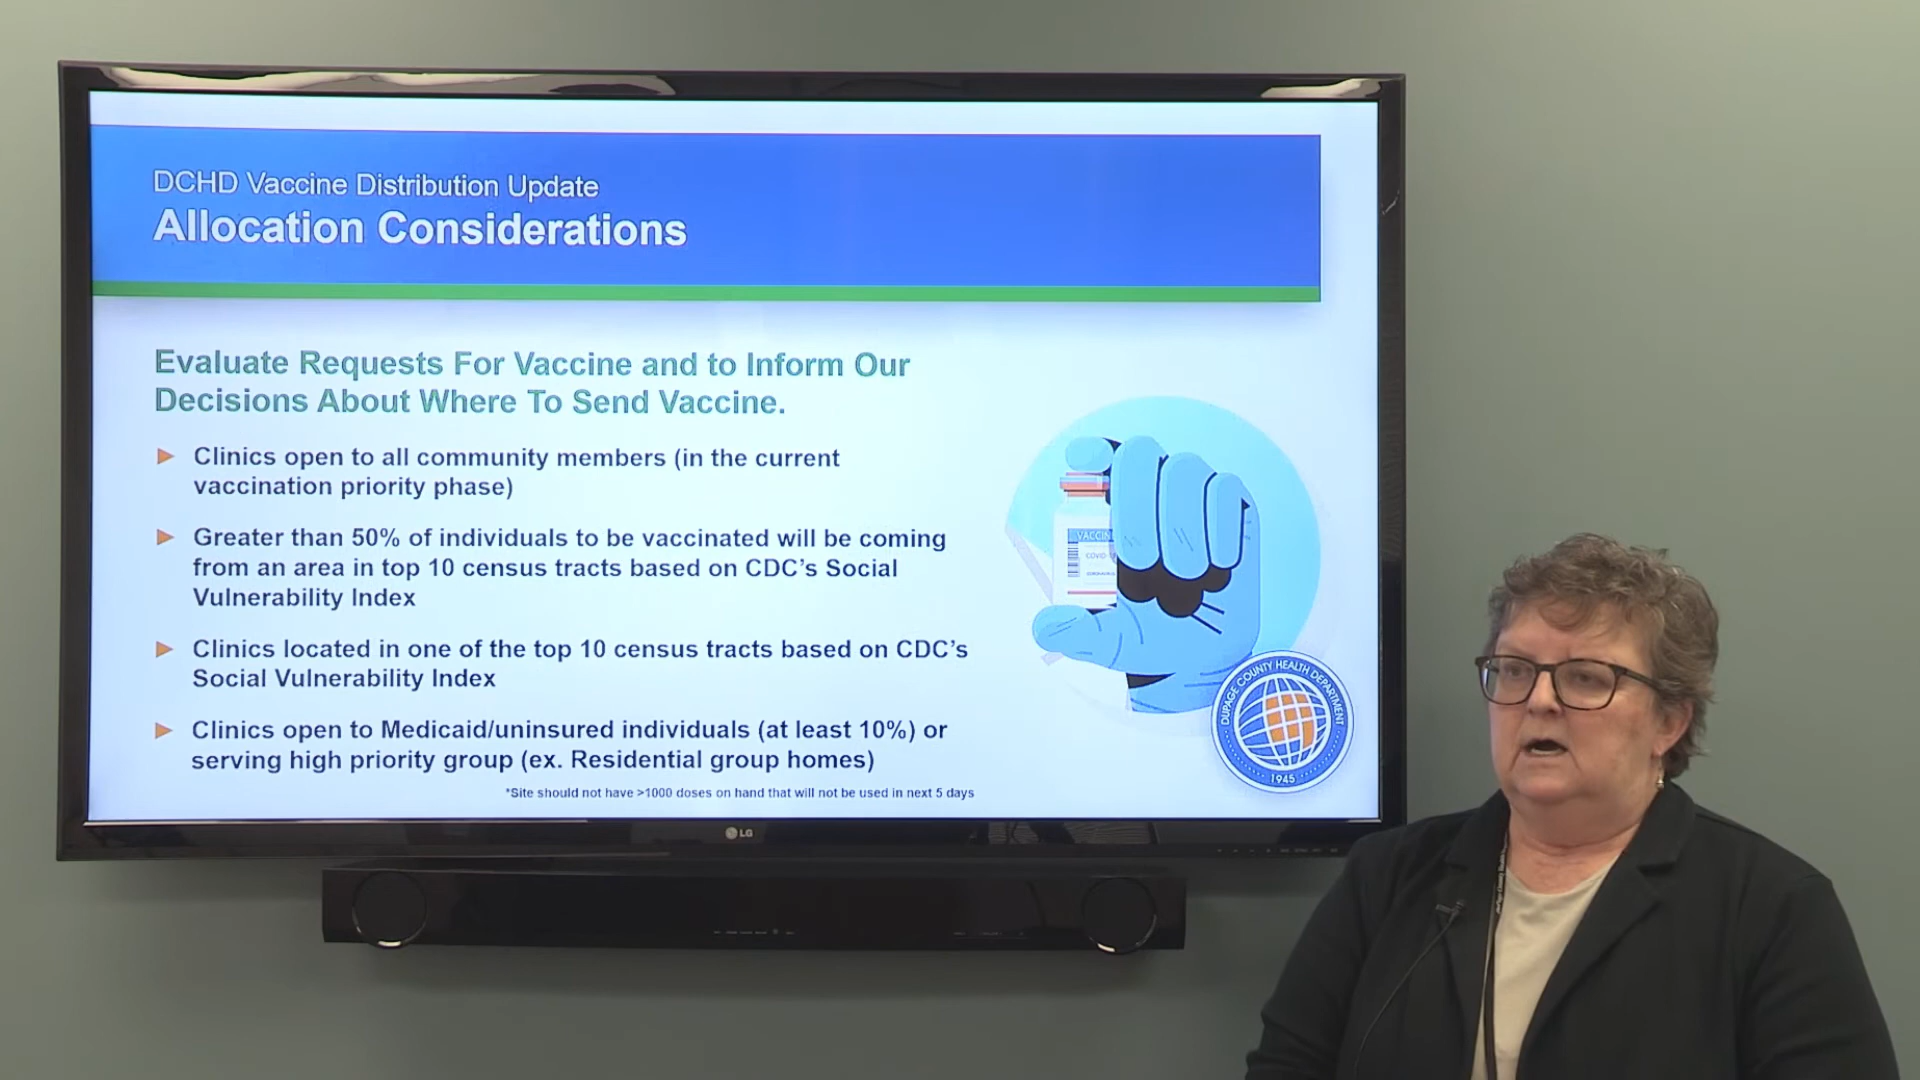 DCHD Vaccine Distribution Update
Allocation Considerations
Evaluate Requests For Vaccine and to Inform Our
Decisions About Where To Send Vaccine.
Clinics open to all community members (in the current
vaccination priority phase)
Greater than 50% of individuals to be vaccinated will be coming
from an area in top 10 census tracts based on CDC's Social
Vulnerability Index
Clinics located in one of the top 10 census tracts based on CDC's
Social Vulnerability Index
Clinics open to Medicaid/uninsured individuals (at least 10%) or
serving high priority group (ex. Residential group homes)
*Site should not have >1000 doses on hand that will not be used in next 5 days
VACCIN
COVID-
DUPAGE COUNTY HEALTH DEPARTMENT
1945
LG